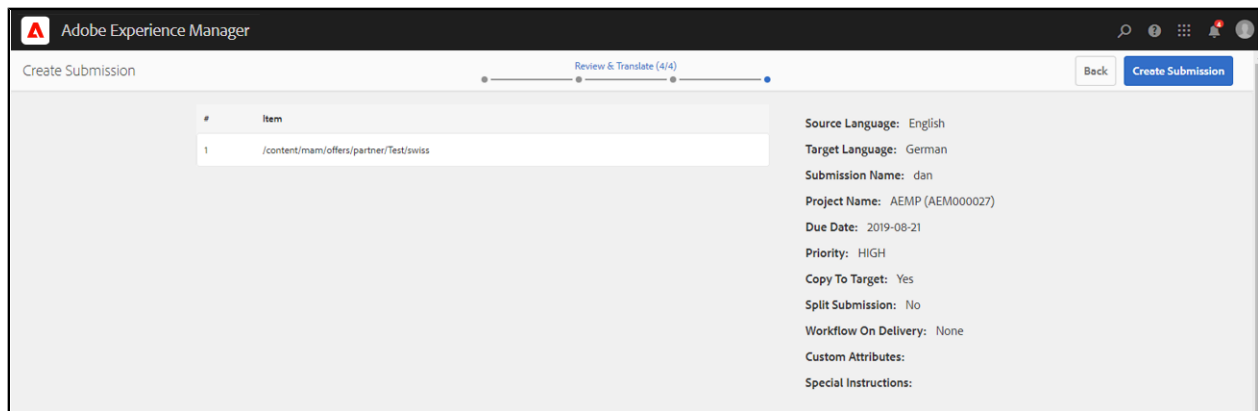 Adobe Experience Manager
4
Create Submission
Review & Translate (4/4)
Back
Create Submission
# Item
1 /content/mam/offers/partner/Test/swiss
Source Language: English
Target Language: German
Submission Name: dan
Project Name: AEMP (AEM000027)
Due Date: 2019-08-21
Priority: HIGH
Copy To Target: Yes
Split Submission: No
Workflow On Delivery: None
Custom Attributes:
Special Instructions: